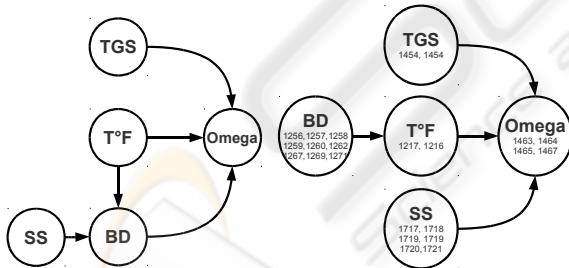 TGS
T°F
Omega
SS
BD
TGS
1454, 1454
BD
1256,1257,1258
1259,1260,1262
1267,1269,1271
T°F
1217, 1216
Omega
1463, 1464
1465, 1467
SS
1717, 1718
1719, 1719
1720,1721